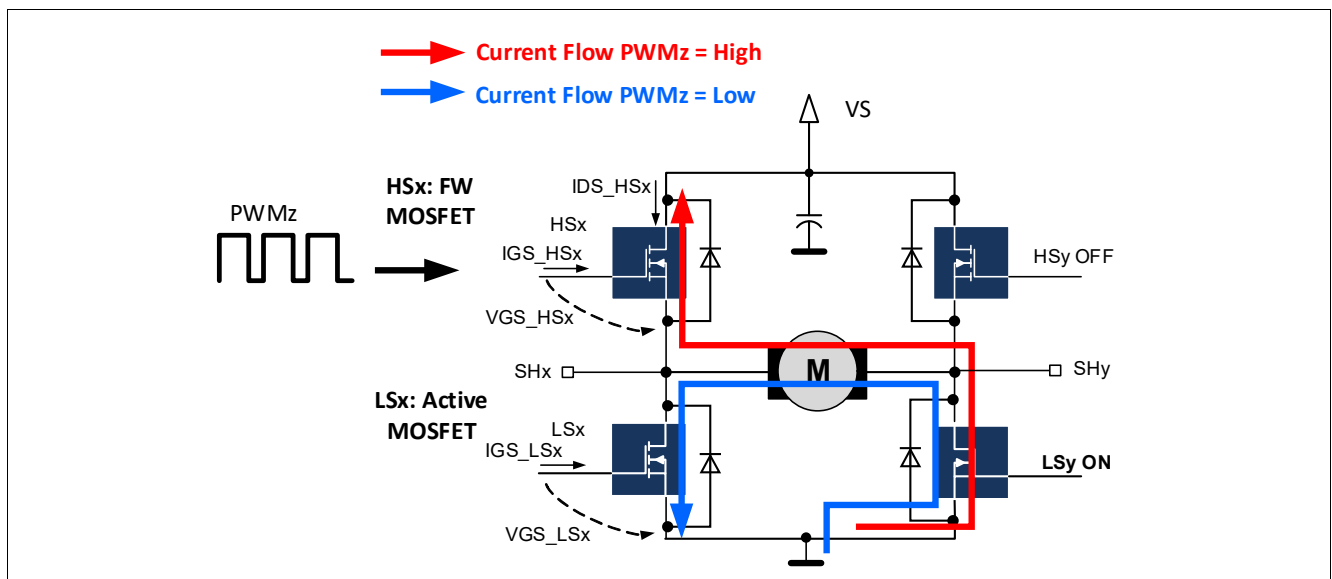 Current Flow PWMz = High
Current Flow PWMz = Low
VS
HSx: FW
MOSFET
IDS_HSx
PWMz
HSx
IGS_HSx
HSy OFF
VGS_HSx
M
SHx
SHy
LSx: Active
MOSFET
LSx
IGS_LSx
LSy ON
VGS_LSx